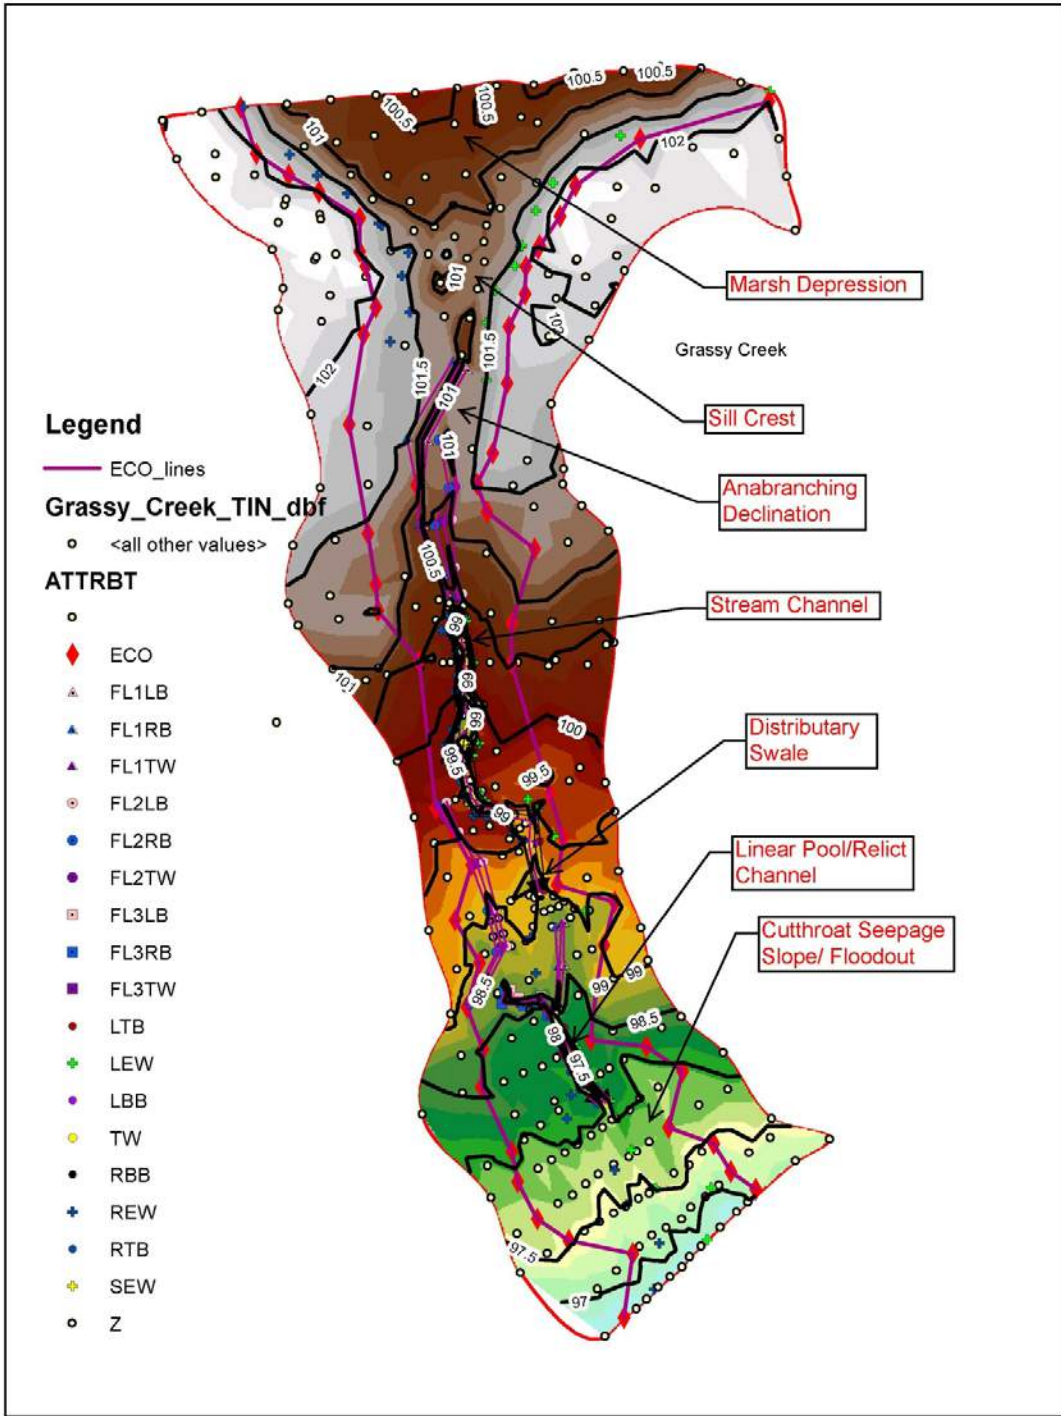 100.5
100.5
100.5
100.5
101
102
101
102
101.5
101.5
102
101
101
100.5
99
101
99
99
100
99.5
99.5
99
99
99
98.5
98.5
98
97.5
97.5
97
Marsh Depression
Grassy Creek
Sill Crest
Anabranching
Declination
Stream Channel
Distributary
Swale
Linear Pool/Relict
Channel
Cutthroat Seepage
Slope/ Floodout
Legend
ECO_lines
Grassy_Creek_TIN_dbf
<all other values>
ATTRBT
ECO
FL1LB
FL1RB
FL1TW
FL2LB
FL2RB
FL2TW
FL3LB
FL3RB
FL3TW
LTB
LEW
LBB
TW
RBB
REW
RTB
SEW
Z